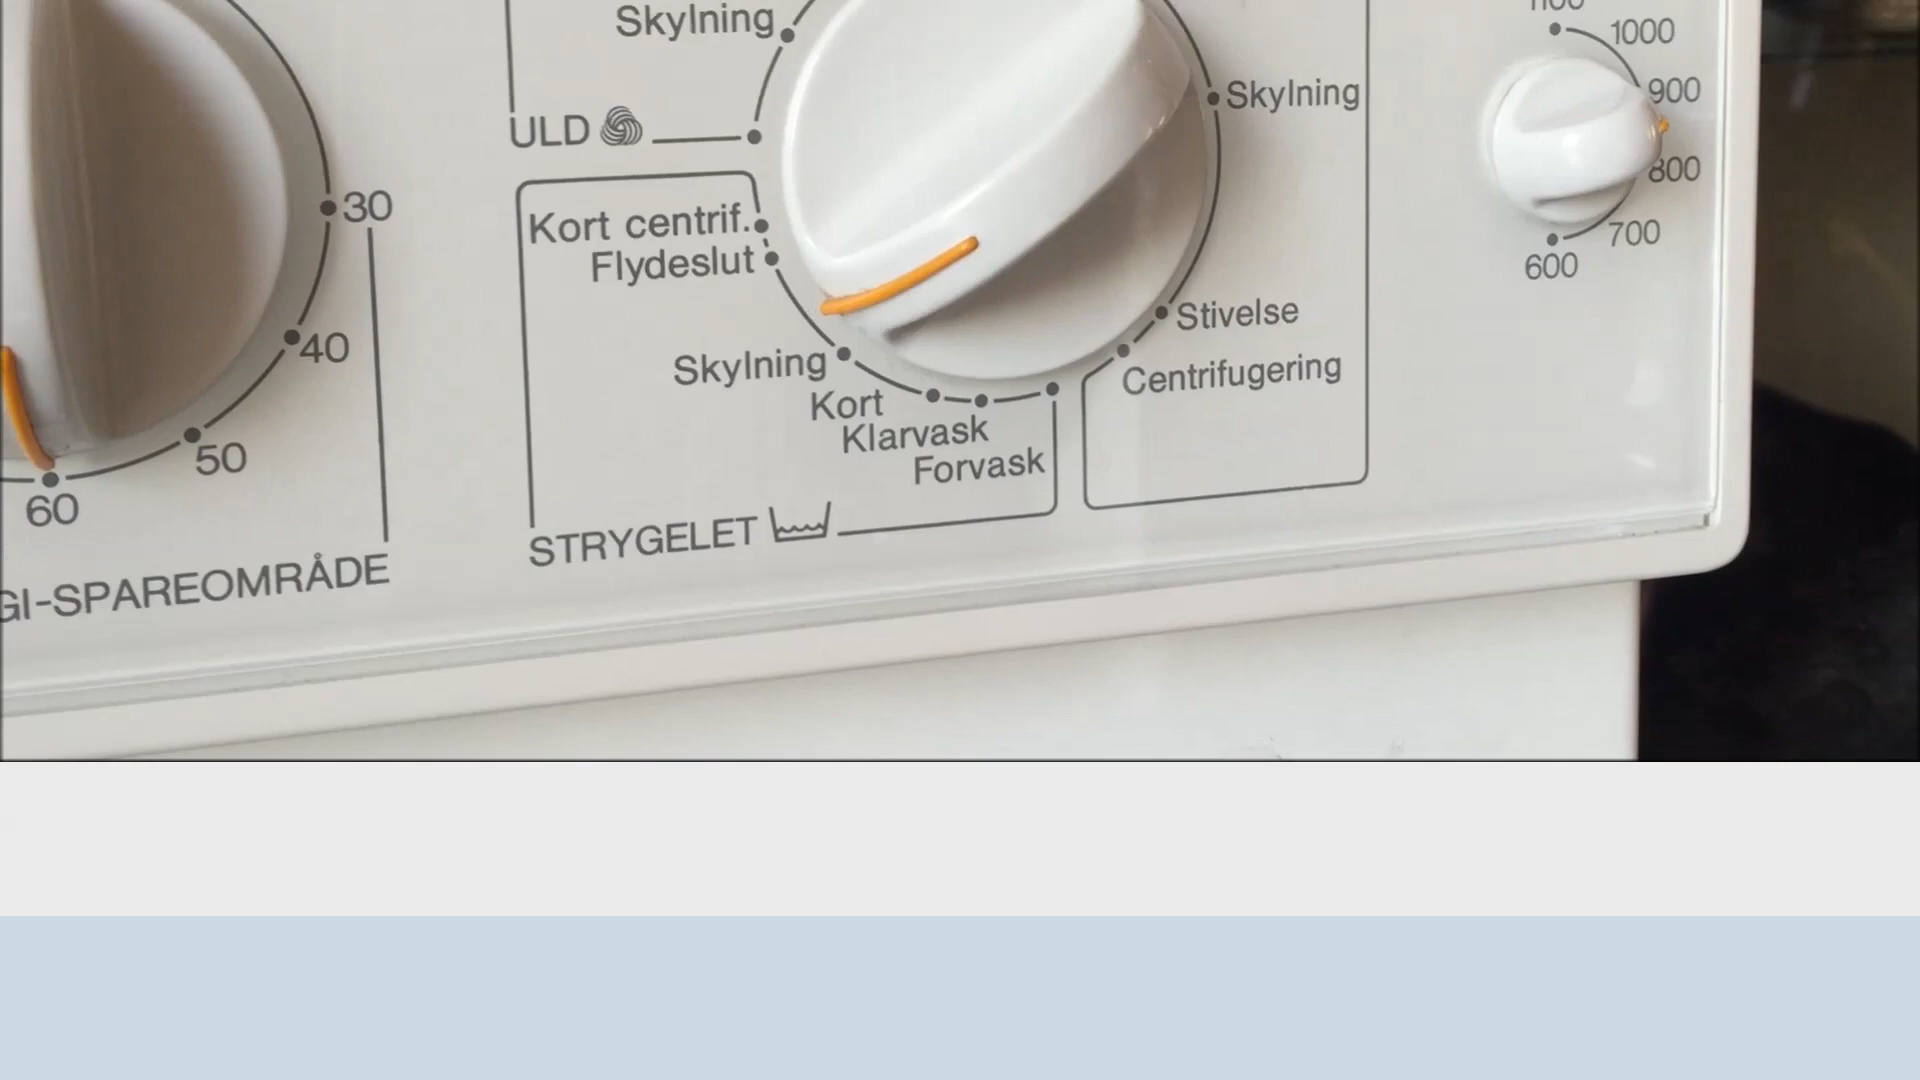 Skylning
ULD
Kort centrif.
Flydeslut
Skylning
Kort
Klarvask
Forvask
STRYGELET
Skylning
Stivelse
Centrifugering
30
40
50
60
GI-SPAREOMRÅDE
1100
1000
900
800
700
600